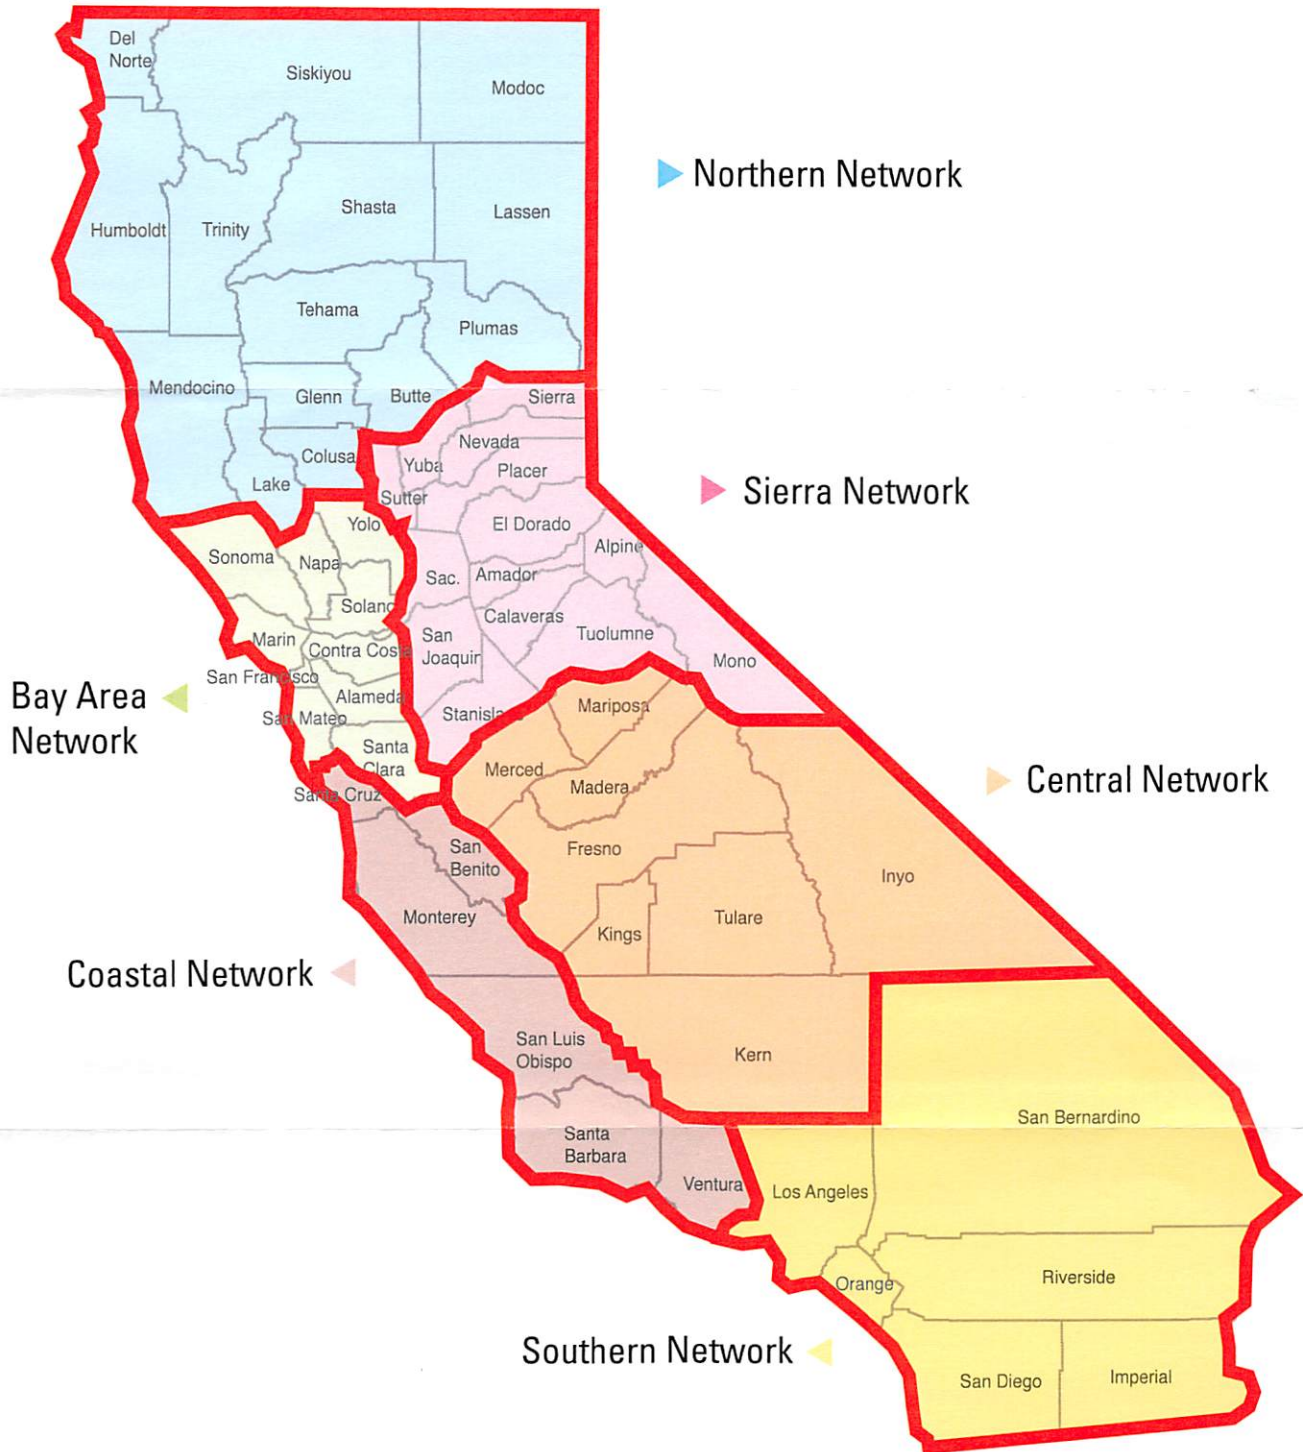 Del
Norte
Siskiyou
Modoc
Northern Network
Humboldt
Trinity
Shasta
Lassen
Tehama
Plumas
Mendocino
Glenn
Butte
Sierra
Colusa
Lake
Nevada
Yuba
Placer
Sutter
Sierra Network
Yolo
El Dorado
Sonoma
Napa
Alpine
Sac.
Amador
Solano
Calaveras
Marin
Contra Costa
San
Joaquin
Tuolumne
Mono
San Francisco
Alameda
Bay Area
Network
San Mateo
Stanislaus
Mariposa
Santa
Clara
Merced
Madera
Central Network
Santa Cruz
San
Benito
Fresno
Inyo
Monterey
Kings
Tulare
Coastal Network
San Luis
Obispo
Kern
San Bernardino
Santa
Barbara
Ventura
Los Angeles
Orange
Riverside
Southern Network
San Diego
Imperial